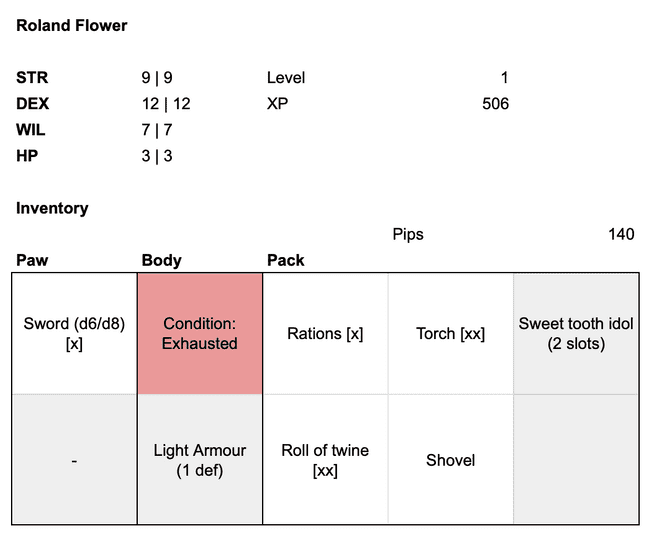 Roland Flower
STR 9 | 9 Level 1
DEX 12 | 12 XP 506
WIL 7 | 7
HP 3 | 3
Inventory
Pips 140
Paw Body Pack
Sword (d6/d8)
[x]
Condition:
Exhausted
Rations [x]
Torch [xx]
Sweet tooth idol
(2 slots)
-
Light Armour
(1 def)
Roll of twine
[xx]
Shovel